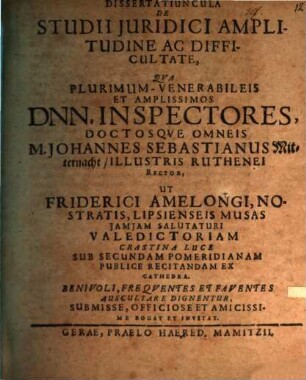 DISSERTATIUNCULA
DE
STUDII JURIDICI AMPLI-
TUDINE AC DIFFI-
CULTATE,
QVA
PLURIMUM-VENERABILEIS
ET AMPLISSIMOS
DNN. INSPECTORES,
DOCTOSQVE OMNEIS
M. JOHANNES SEBASTIANUS Mit-
ternacht/ ILLUSTRIS RUTHENEI
RECTOR,
UT
FRIDERICI AMELONGI, NO-
STRATIS, LIPSIENSEIS MUSAS
JAMJAM SALUTATURI
VALEDICTORIAM
CRASTINA LUCE
SUB SECUNDAM POMERIDIANAM
PUBLICE RECITANDAM EX
CATHEDRA.
BENIVOLI, FREQVENTES ET FAVENTES
AUSCULTARE DIGNENTUR,
SUBMISSE, OFFICIOSE ET AMICISSI-
ME ROGAT ET INVITAT.
GERAE, PRAELO HAERED. MAMITZII.